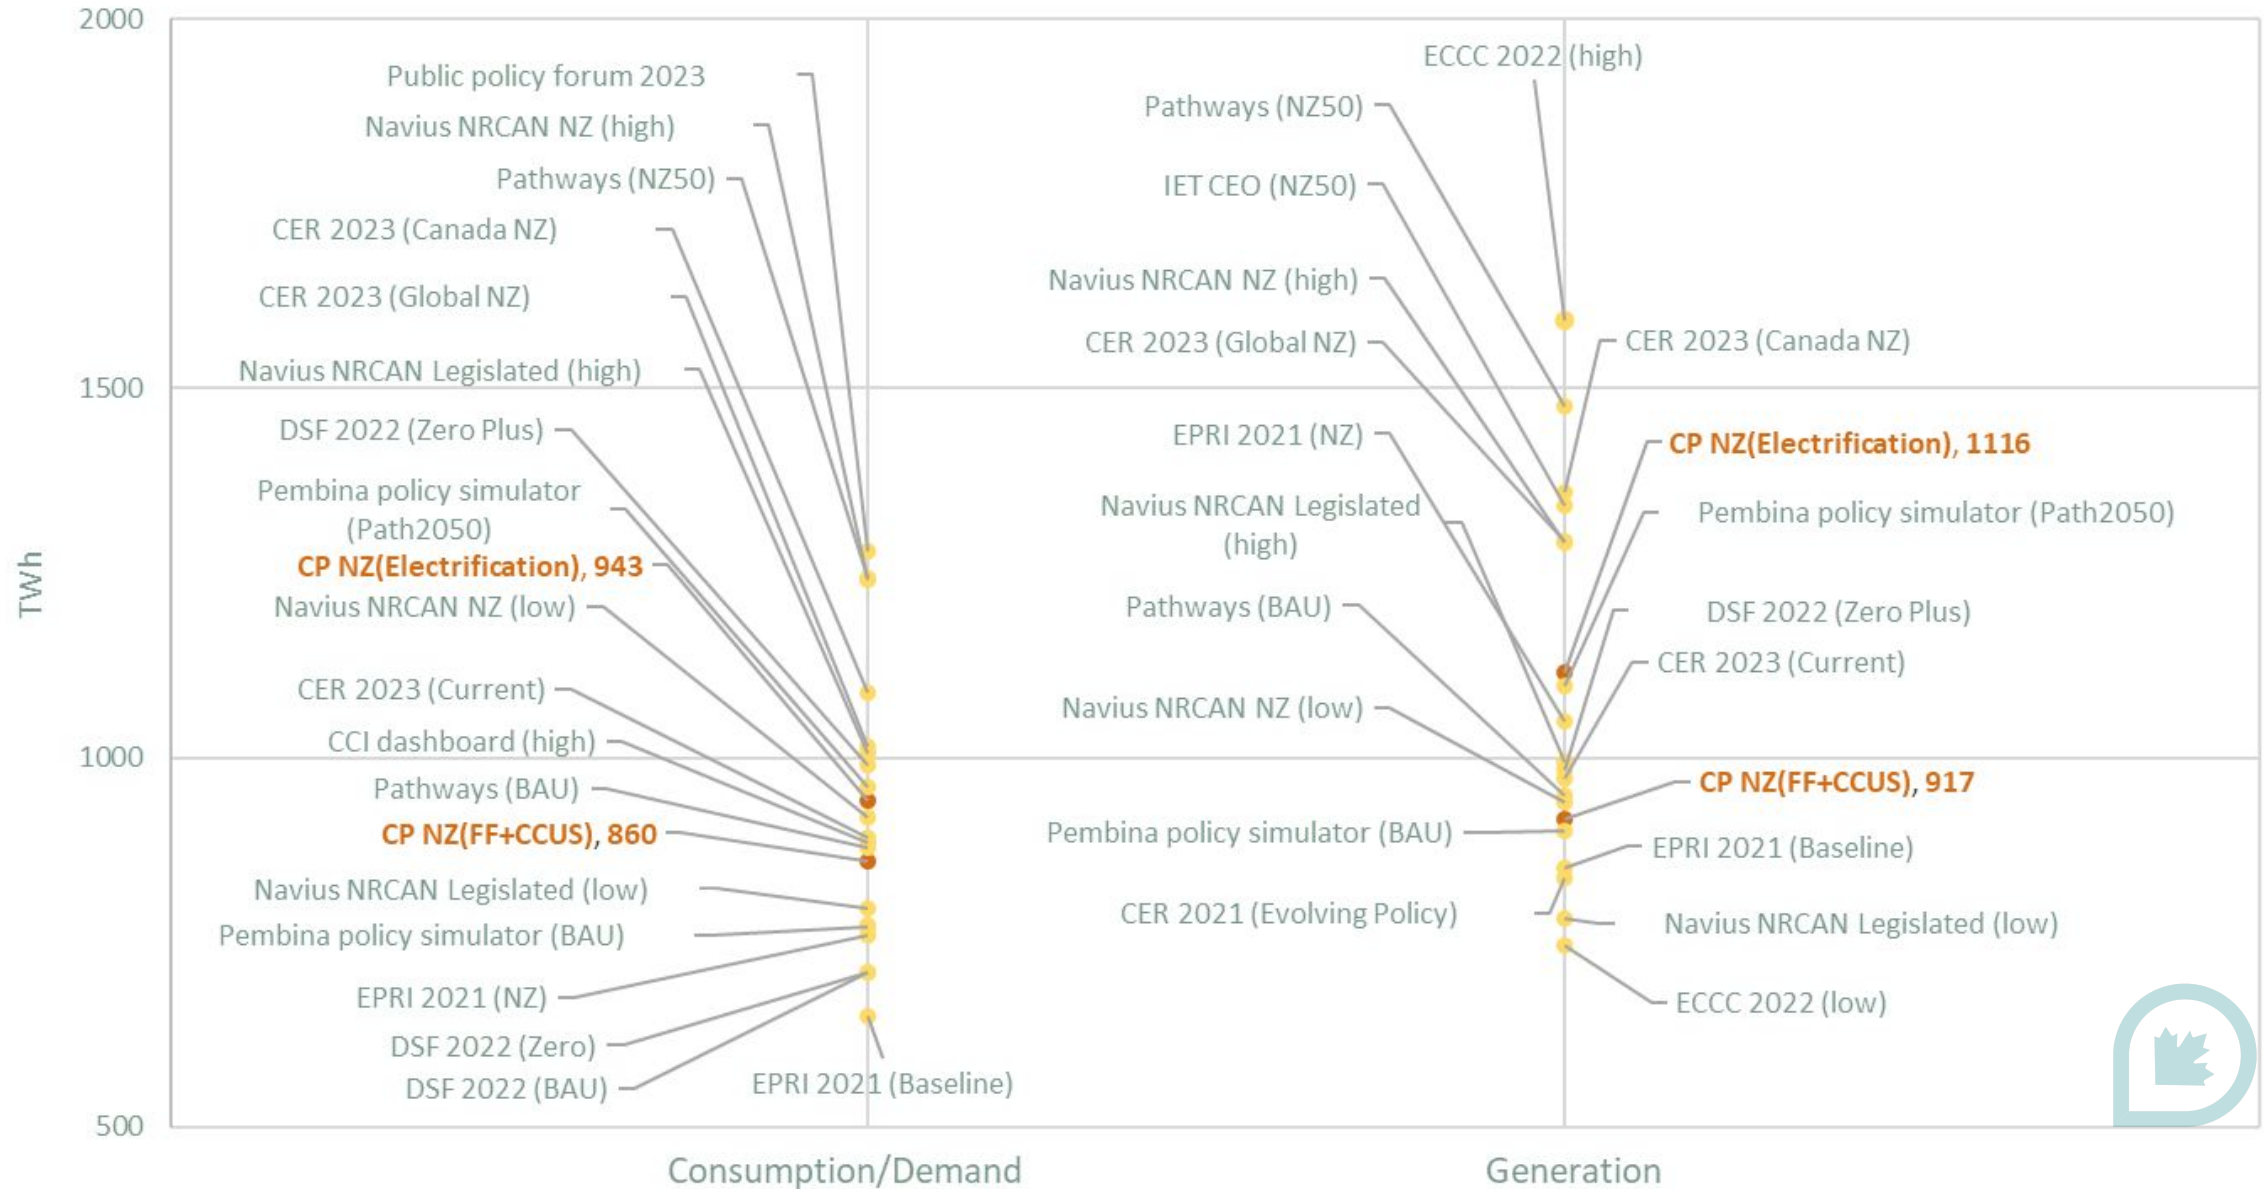 2000
1500
1000
500
TWh
Public policy forum 2023
Navius NRCAN NZ (high)
Pathways (NZ50)
CER 2023 (Canada NZ)
CER 2023 (Global NZ)
Navius NRCAN Legislated (high)
DSF 2022 (Zero Plus)
Pembina policy simulator
(Path2050)
CP NZ(Electrification), 943
Navius NRCAN NZ (low)
CER 2023 (Current)
CCI dashboard (high)
Pathways (BAU)
CP NZ(FF+CCUS), 860
Navius NRCAN Legislated (low)
Pembina policy simulator (BAU)
EPRI 2021 (NZ)
DSF 2022 (Zero)
DSF 2022 (BAU)
EPRI 2021 (Baseline)
Consumption/Demand
ECCC 2022 (high)
Pathways (NZ50)
IET CEO (NZ50)
Navius NRCAN NZ (high)
CER 2023 (Global NZ)
EPRI 2021 (NZ)
Navius NRCAN Legislated
(high)
Pathways (BAU)
Navius NRCAN NZ (low)
Pembina policy simulator (BAU)
CER 2021 (Evolving Policy)
CER 2023 (Canada NZ)
CP NZ(Electrification), 1116
Pembina policy simulator (Path2050)
DSF 2022 (Zero Plus)
CER 2023 (Current)
CP NZ(FF+CCUS), 917
EPRI 2021 (Baseline)
Navius NRCAN Legislated (low)
ECCC 2022 (low)
Generation